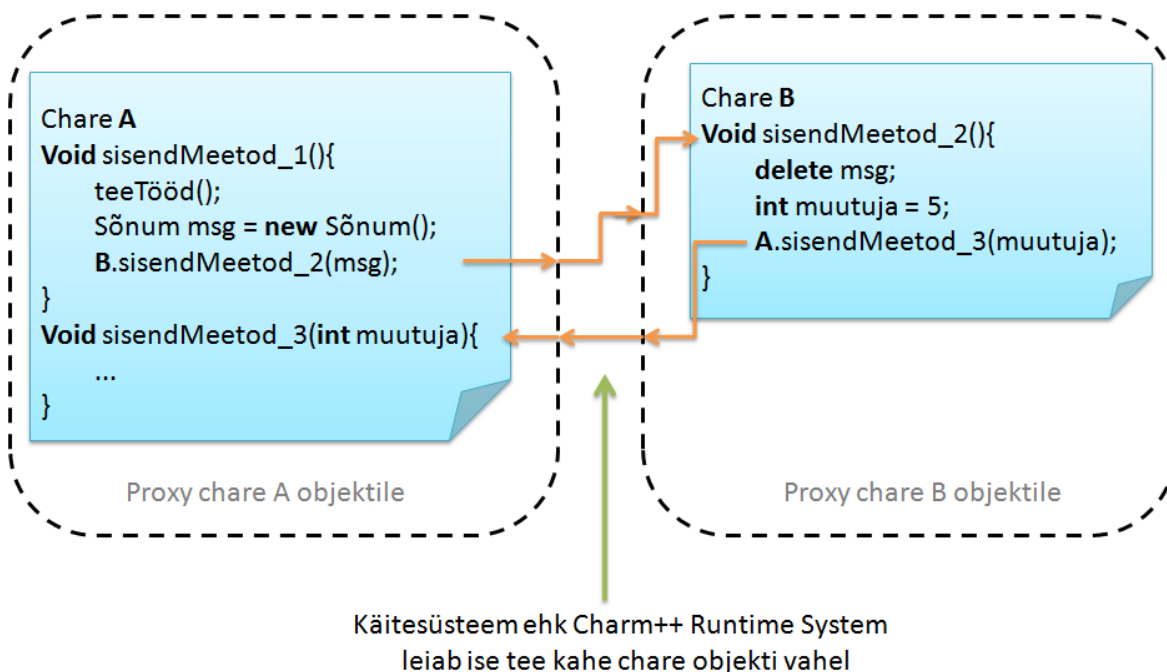 Chare A
Void sisendMeetod_1(){
teeTööd();
Sõnum msg = new Sõnum();
B.sisendMeetod_2(msg);
}
Void sisendMeetod_3(int muutuja){
...
}
Proxy chare A objektile
Chare B
Void sisendMeetod_2(){
delete msg;
int muutuja = 5;
A.sisendMeetod_3(muutuja);
}
Proxy chare B objektile
Käitesüsteem ehk Charm++ Runtime System
leiab ise tee kahe chare objekti vahel